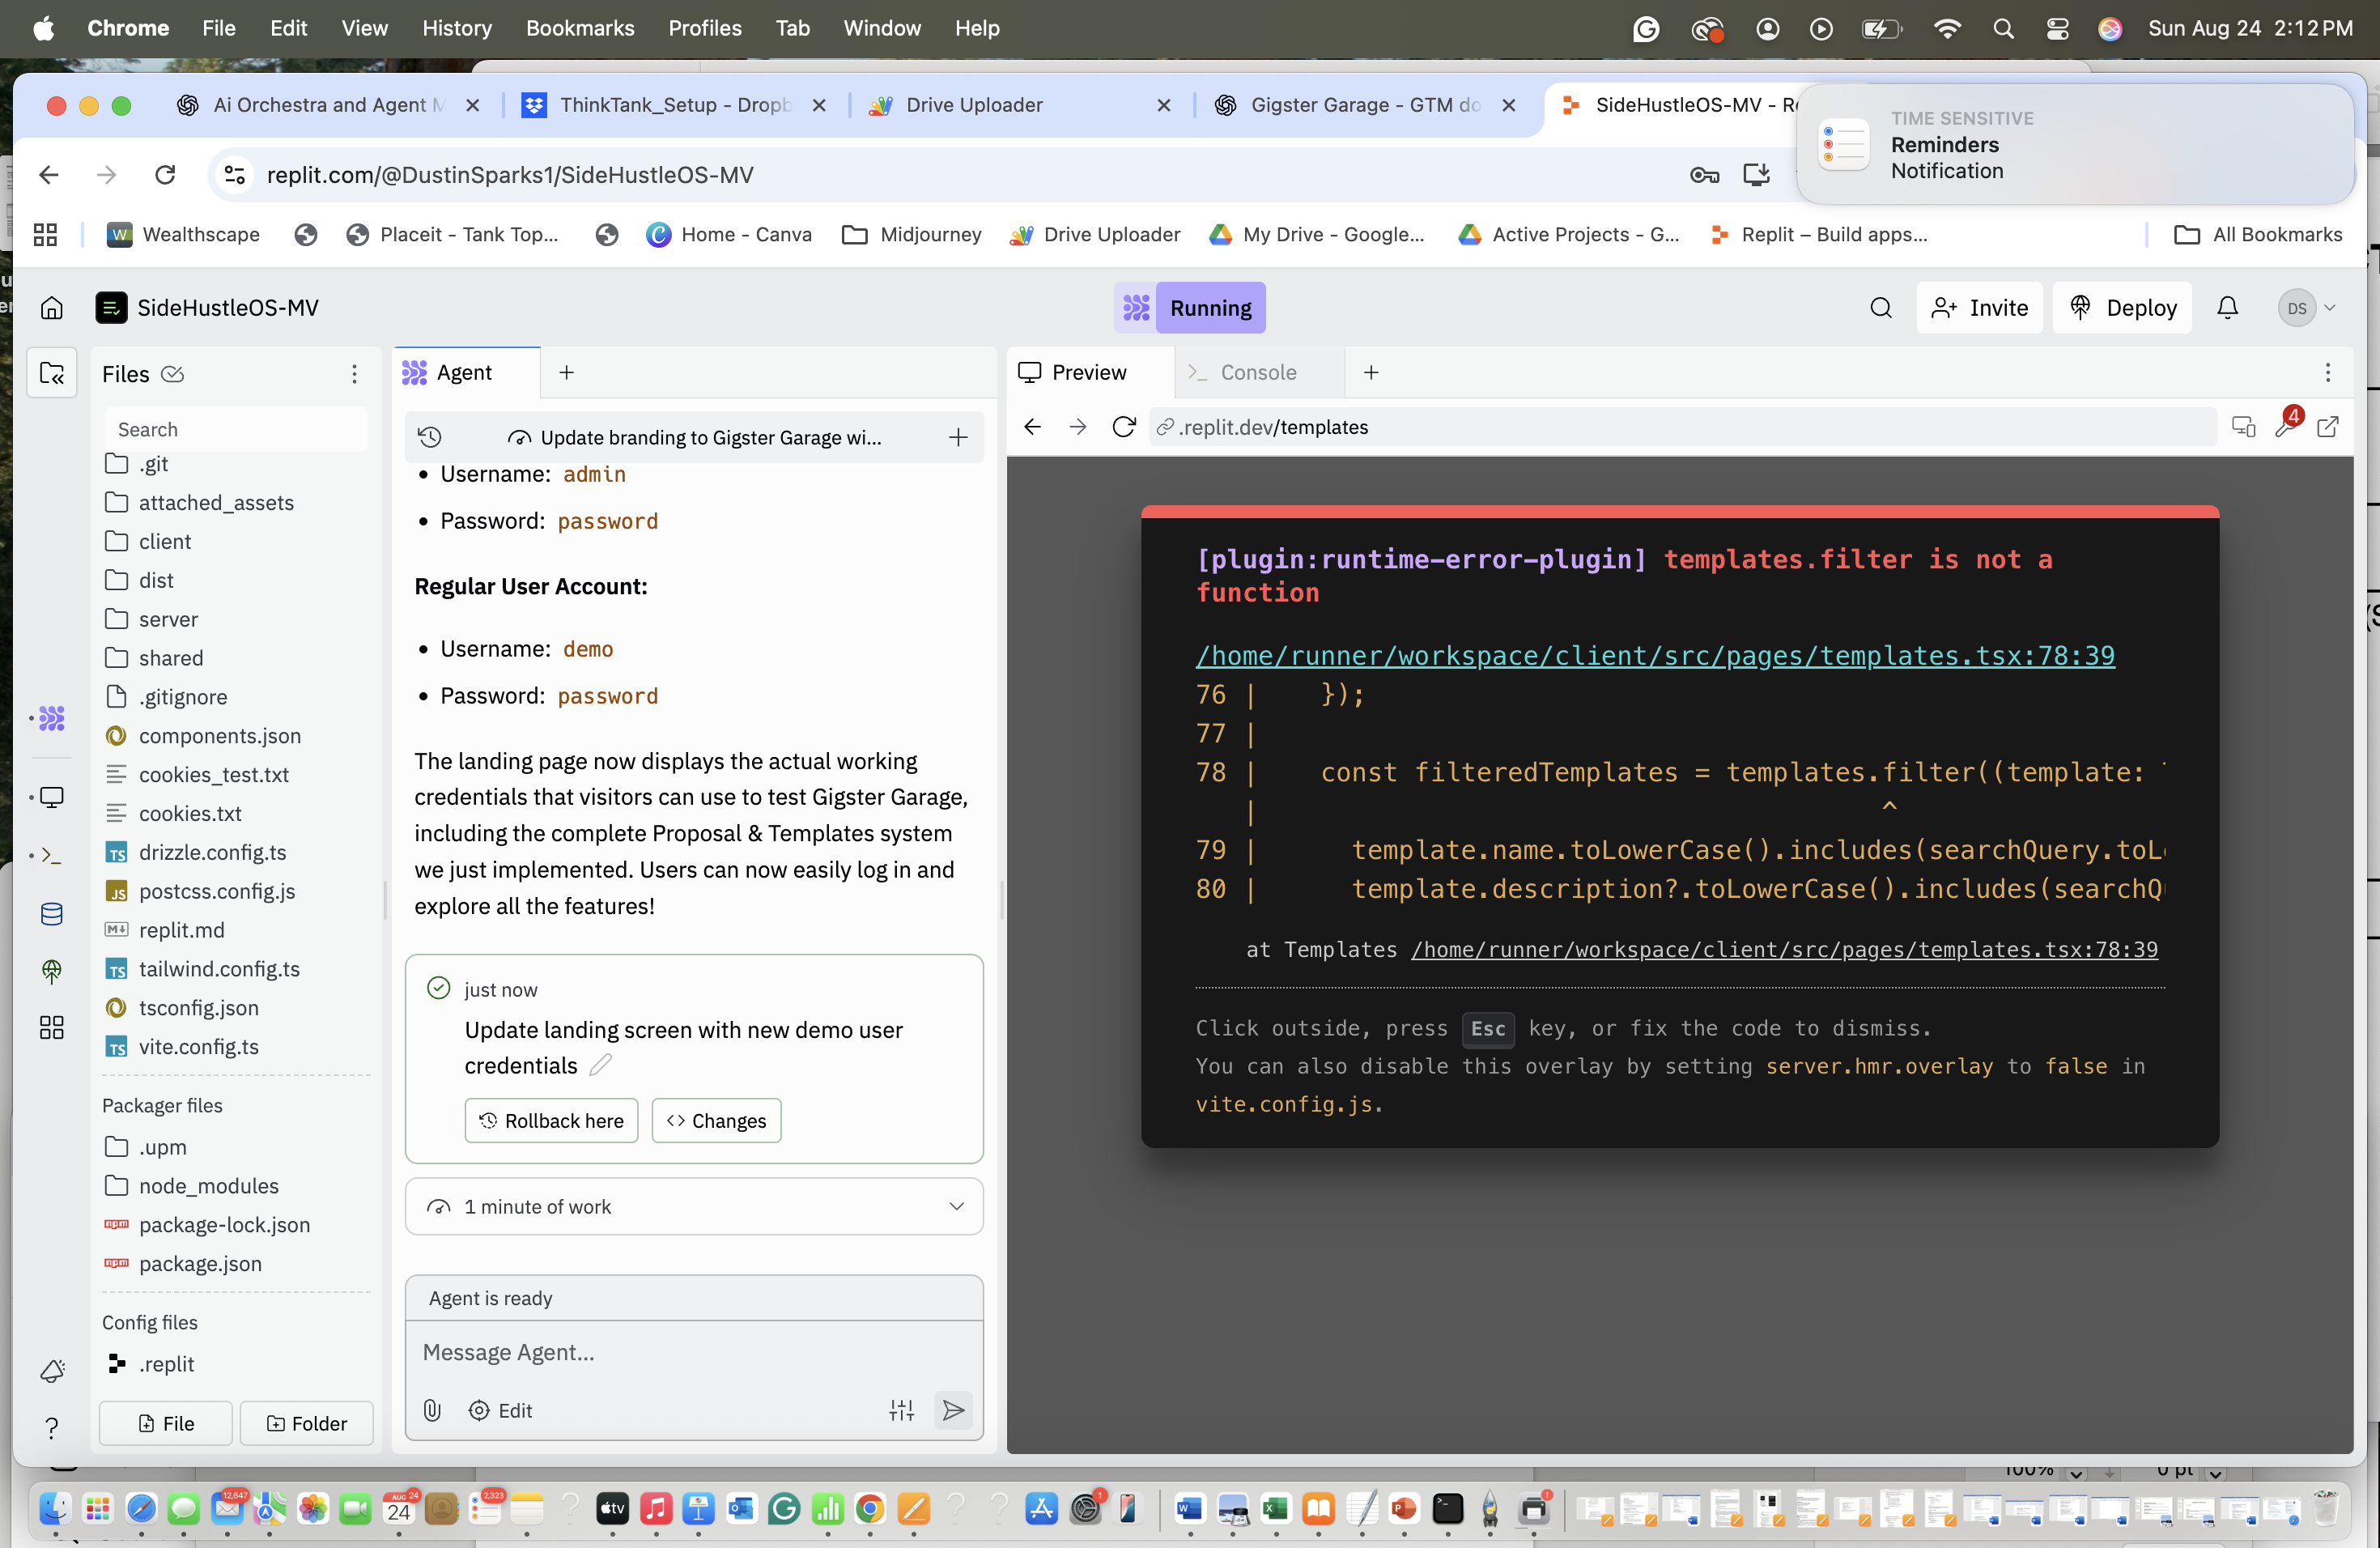 Chrome File Edit View History Bookmarks Profiles Tab Window Help Sun Aug 24 2:12 PM
Ai Orchestra and Agent M
ThinkTank_Setup - Dropb
Drive Uploader
Gigster Garage - GTM do
SideHustleOS-MV - Re
TIME SENSITIVE
Reminders
Notification
replit.com/@DustinSparks1/SideHustleOS-MV
Wealthscape Placeit - Tank Top... Home - Canva Midjourney Drive Uploader My Drive - Google... Active Projects - G... Replit – Build apps... All Bookmarks
SideHustleOS-MV Running Invite Deploy DS
Files
Search
.git
attached_assets
client
dist
server
shared
.gitignore
components.json
cookies_test.txt
cookies.txt
drizzle.config.ts
postcss.config.js
replit.md
tailwind.config.ts
tsconfig.json
vite.config.ts
Packager files
.upm
node_modules
package-lock.json
package.json
Config files
.replit
File Folder
Agent
Update branding to Gigster Garage wi...
• Username: admin
• Password: password
Regular User Account:
• Username: demo
• Password: password
The landing page now displays the actual working
credentials that visitors can use to test Gigster Garage,
including the complete Proposal & Templates system
we just implemented. Users can now easily log in and
explore all the features!
just now
Update landing screen with new demo user
credentials
Rollback here Changes
1 minute of work
Agent is ready
Message Agent...
Edit
Preview Console
.replit.dev/templates 4
[plugin:runtime-error-plugin] templates.filter is not a
function
/home/runner/workspace/client/src/pages/templates.tsx:78:39
76 | });
77 |
78 | const filteredTemplates = templates.filter((template:
| ^
79 | template.name.toLowerCase().includes(searchQuery.toL
80 | template.description?.toLowerCase().includes(searchQ
at Templates /home/runner/workspace/client/src/pages/templates.tsx:78:39
Click outside, press Esc key, or fix the code to dismiss.
You can also disable this overlay by setting server.hmr.overlay to false in
vite.config.js.
100% 0 pt
12,647 AUG 24 24 2,323 tv 1